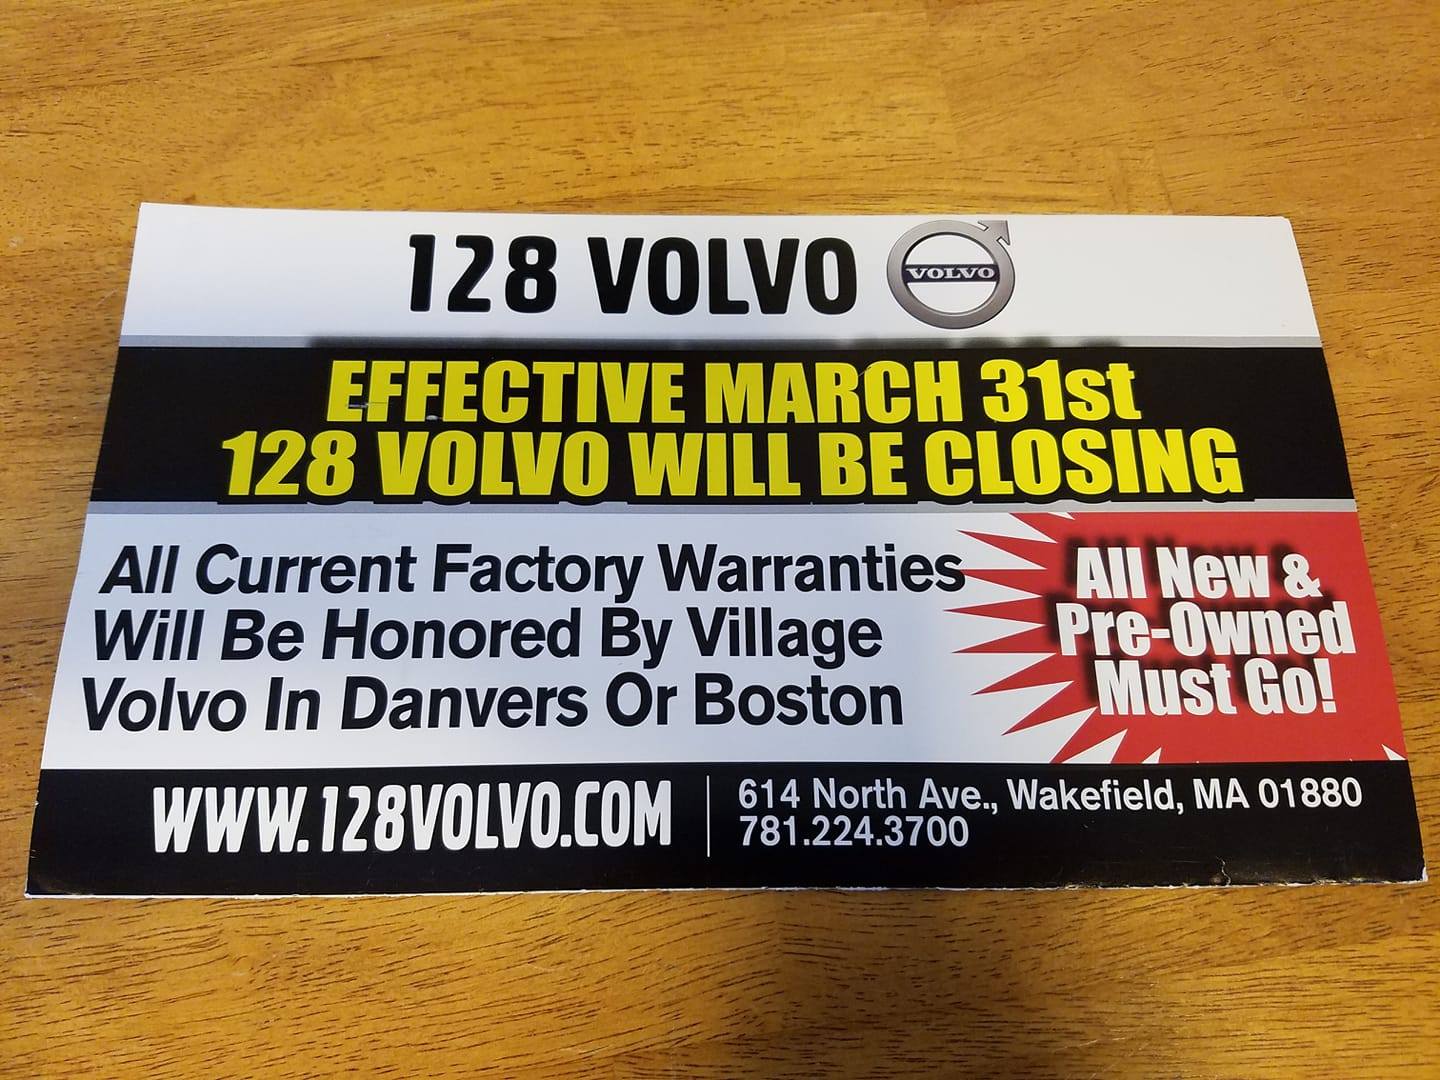 128 VOLVO
VOLVO
EFFECTIVE MARCH 31st
128 VOLVO WILL BE CLOSING
All Current Factory Warranties
Will Be Honored By Village
Volvo In Danvers Or Boston
All New &
Pre-Owned
Must Go!
WWW.128VOLVO.COM
614 North Ave., Wakefield, MA 01880
781.224.3700